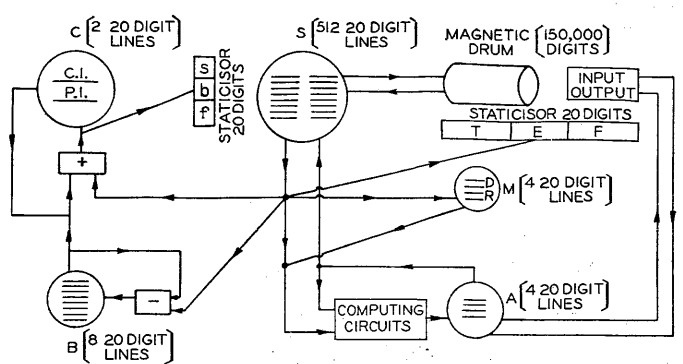 C [2 20 DIGIT LINES]
C.I.
P.I.
s
b
f
STATICISOR
20 DIGITS
S [512 20 DIGIT LINES]
MAGNETIC DRUM [150,000 DIGITS]
INPUT
OUTPUT
STATICISOR 20 DIGITS
T E F
+
D
R
M [4 20 DIGIT LINES]
−
B [8 20 DIGIT LINES]
COMPUTING
CIRCUITS
A [4 20 DIGIT LINES]